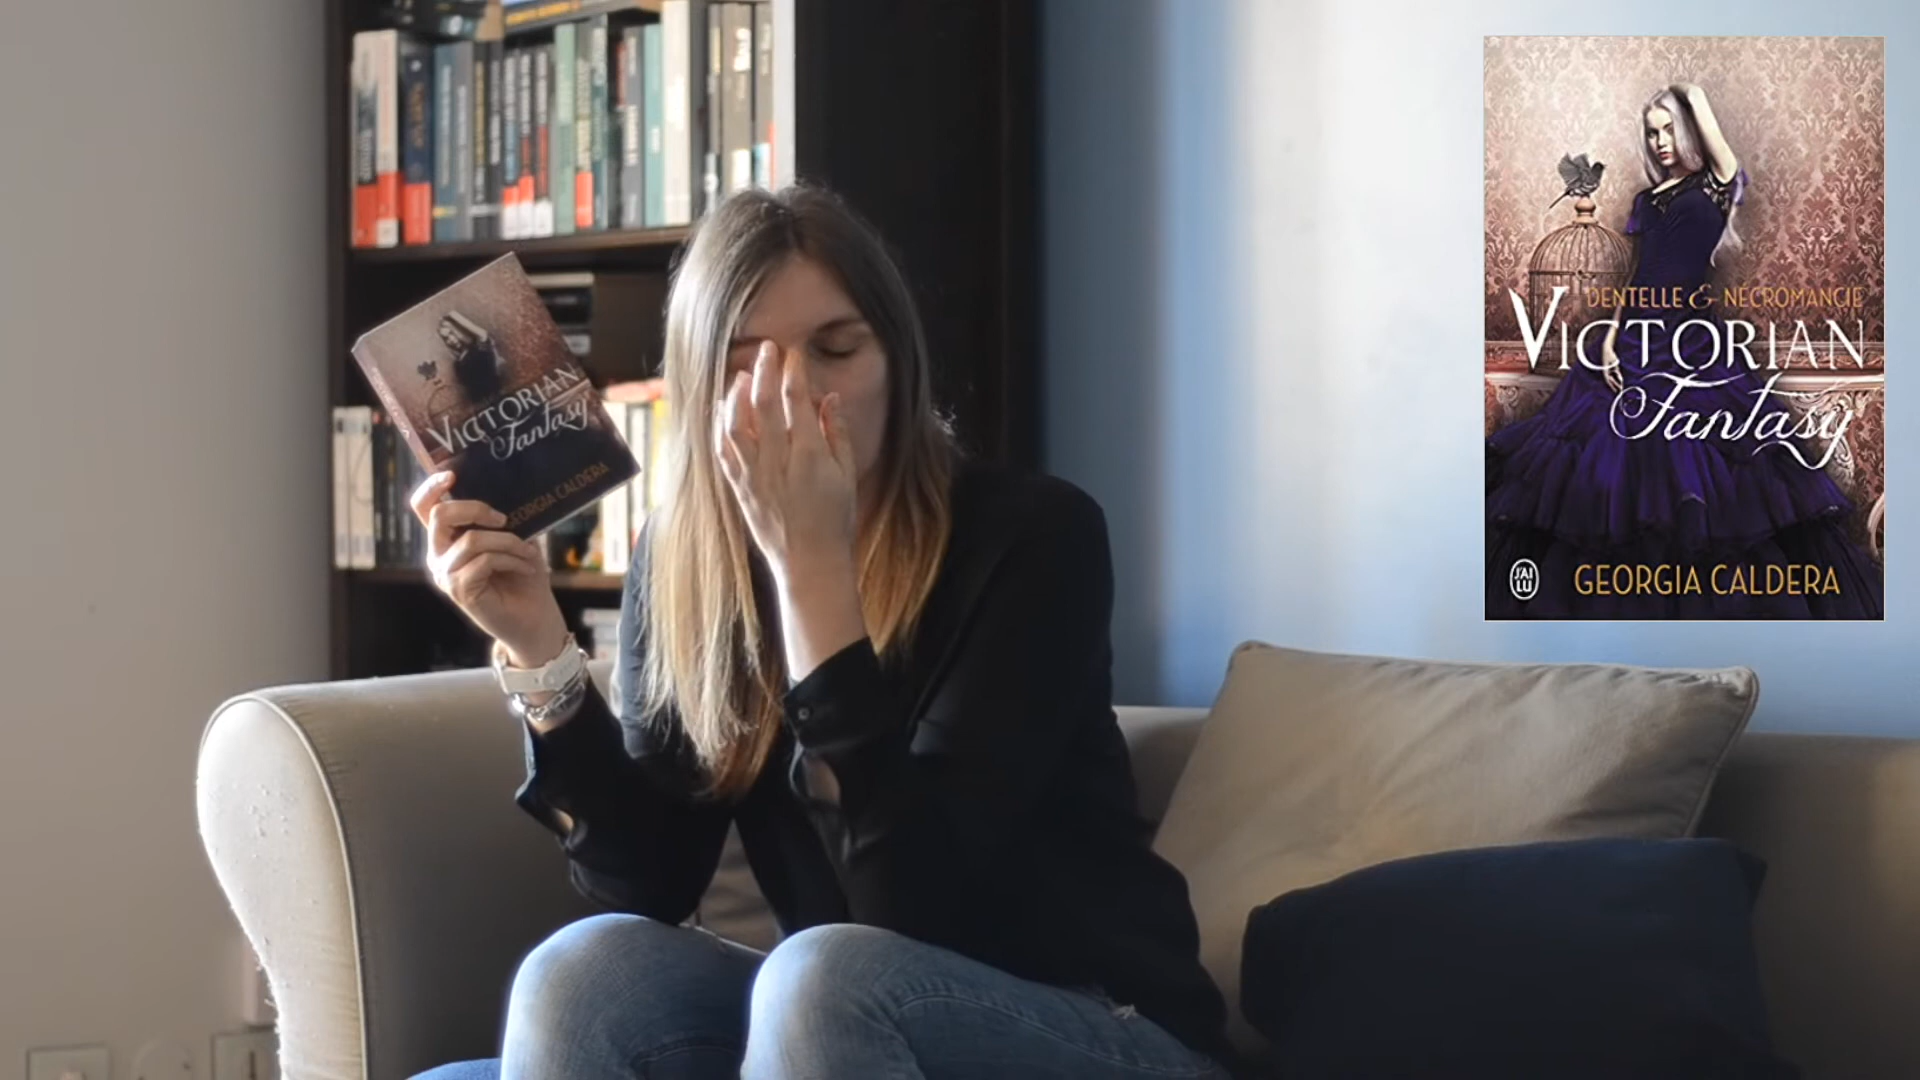 VICTORIAN
Fantasy
GEORGIA CALDERA
DENTELLE & NÉCROMANCIE
VICTORIAN
Fantasy
J'AI
LU
GEORGIA CALDERA